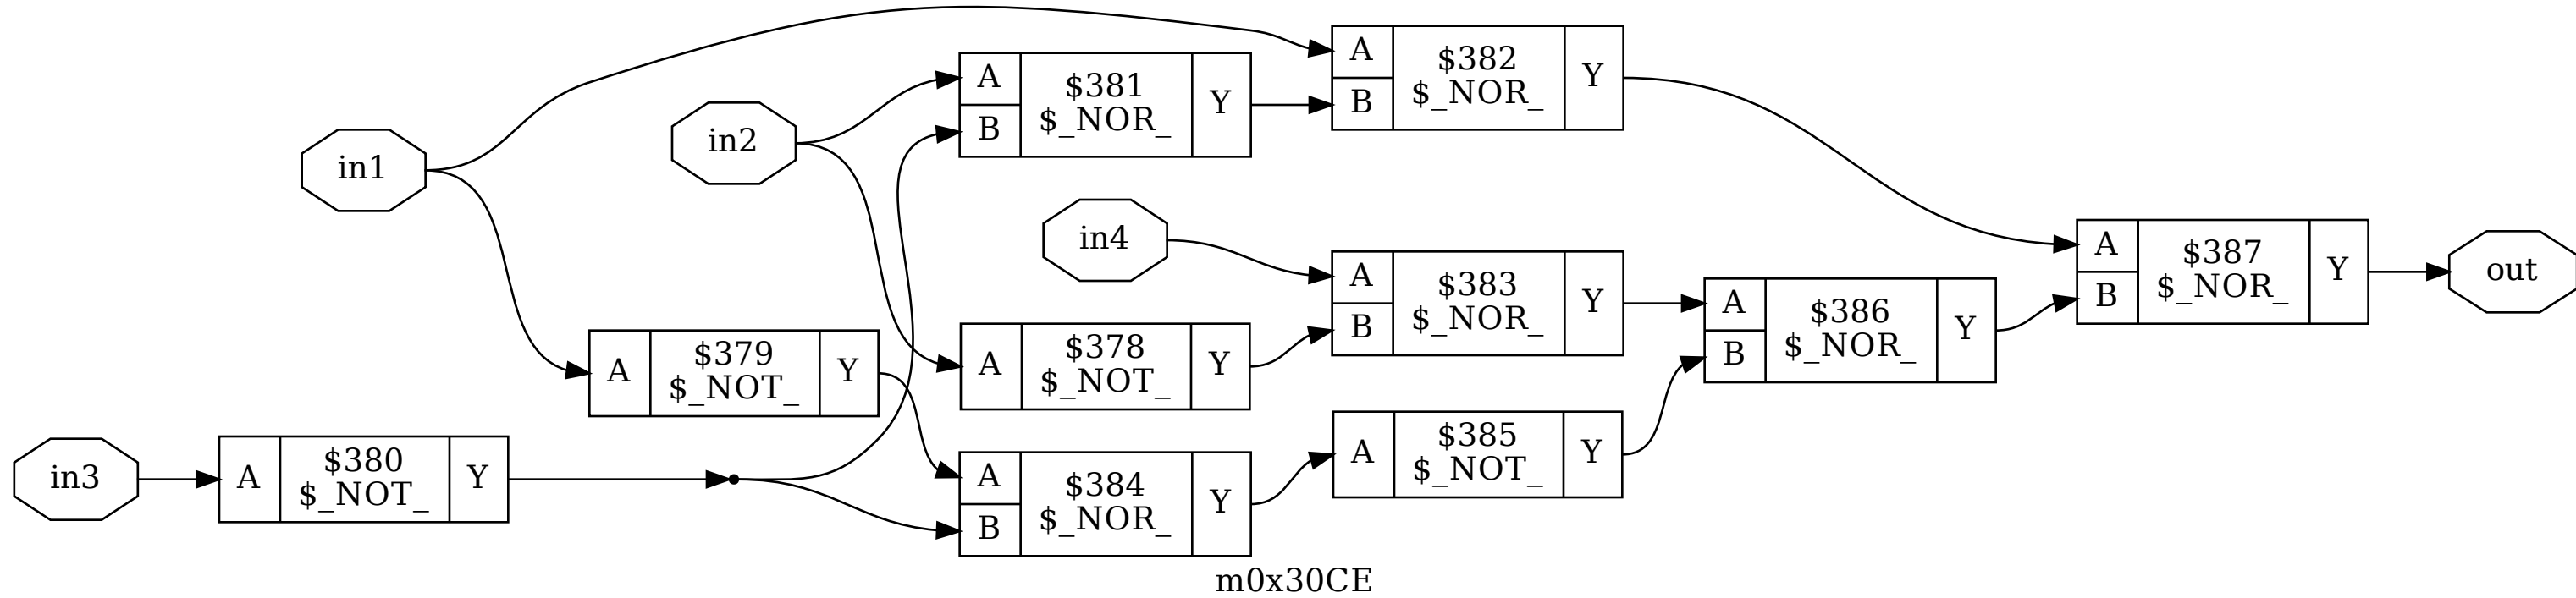 in1
in2
in3
in4
A
$380
$_NOT_
Y
A
$379
$_NOT_
Y
A
B
$381
$_NOR_
Y
A
$378
$_NOT_
Y
A
B
$384
$_NOR_
Y
A
B
$382
$_NOR_
Y
A
B
$383
$_NOR_
Y
A
$385
$_NOT_
Y
A
B
$386
$_NOR_
Y
A
B
$387
$_NOR_
Y
out
m0x30CE